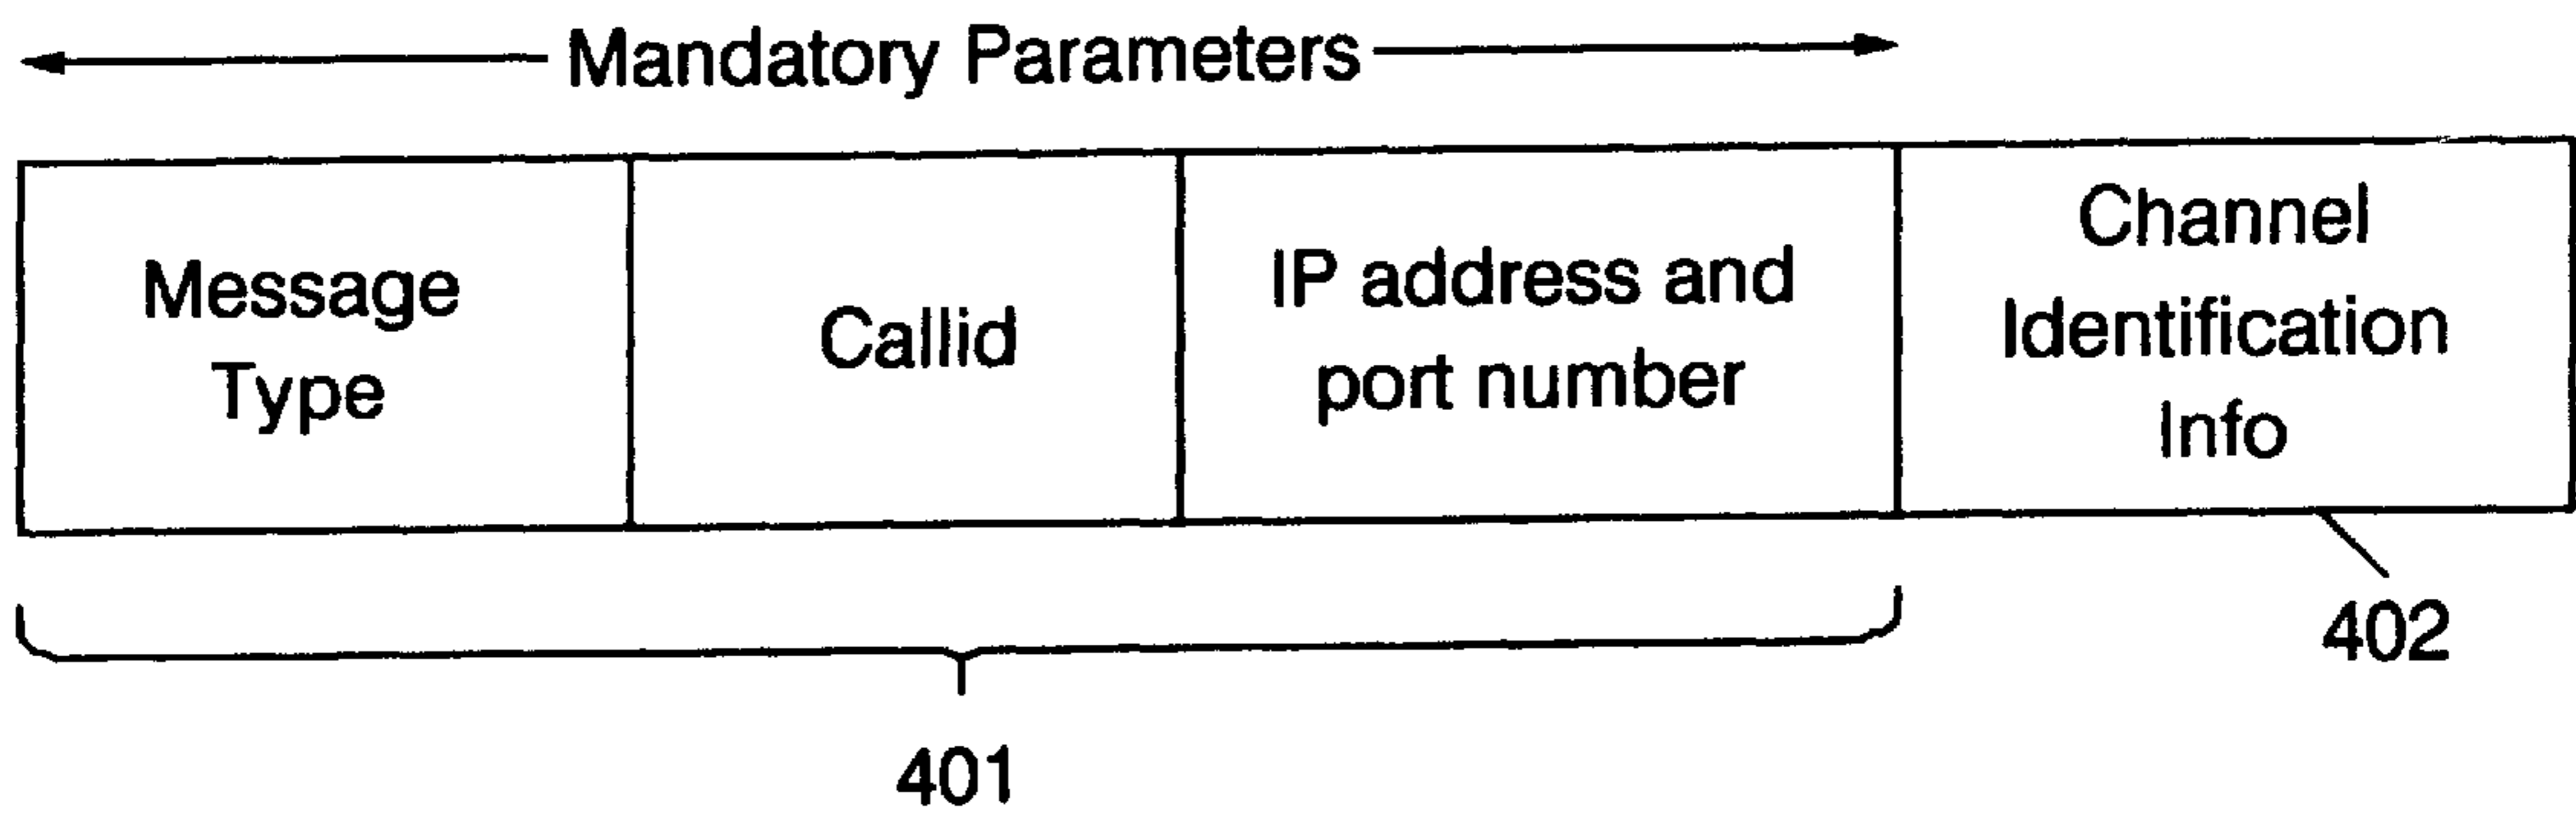 Mandatory Parameters
Message
Type
Callid
IP address and
port number
Channel
Identification
Info
401
402